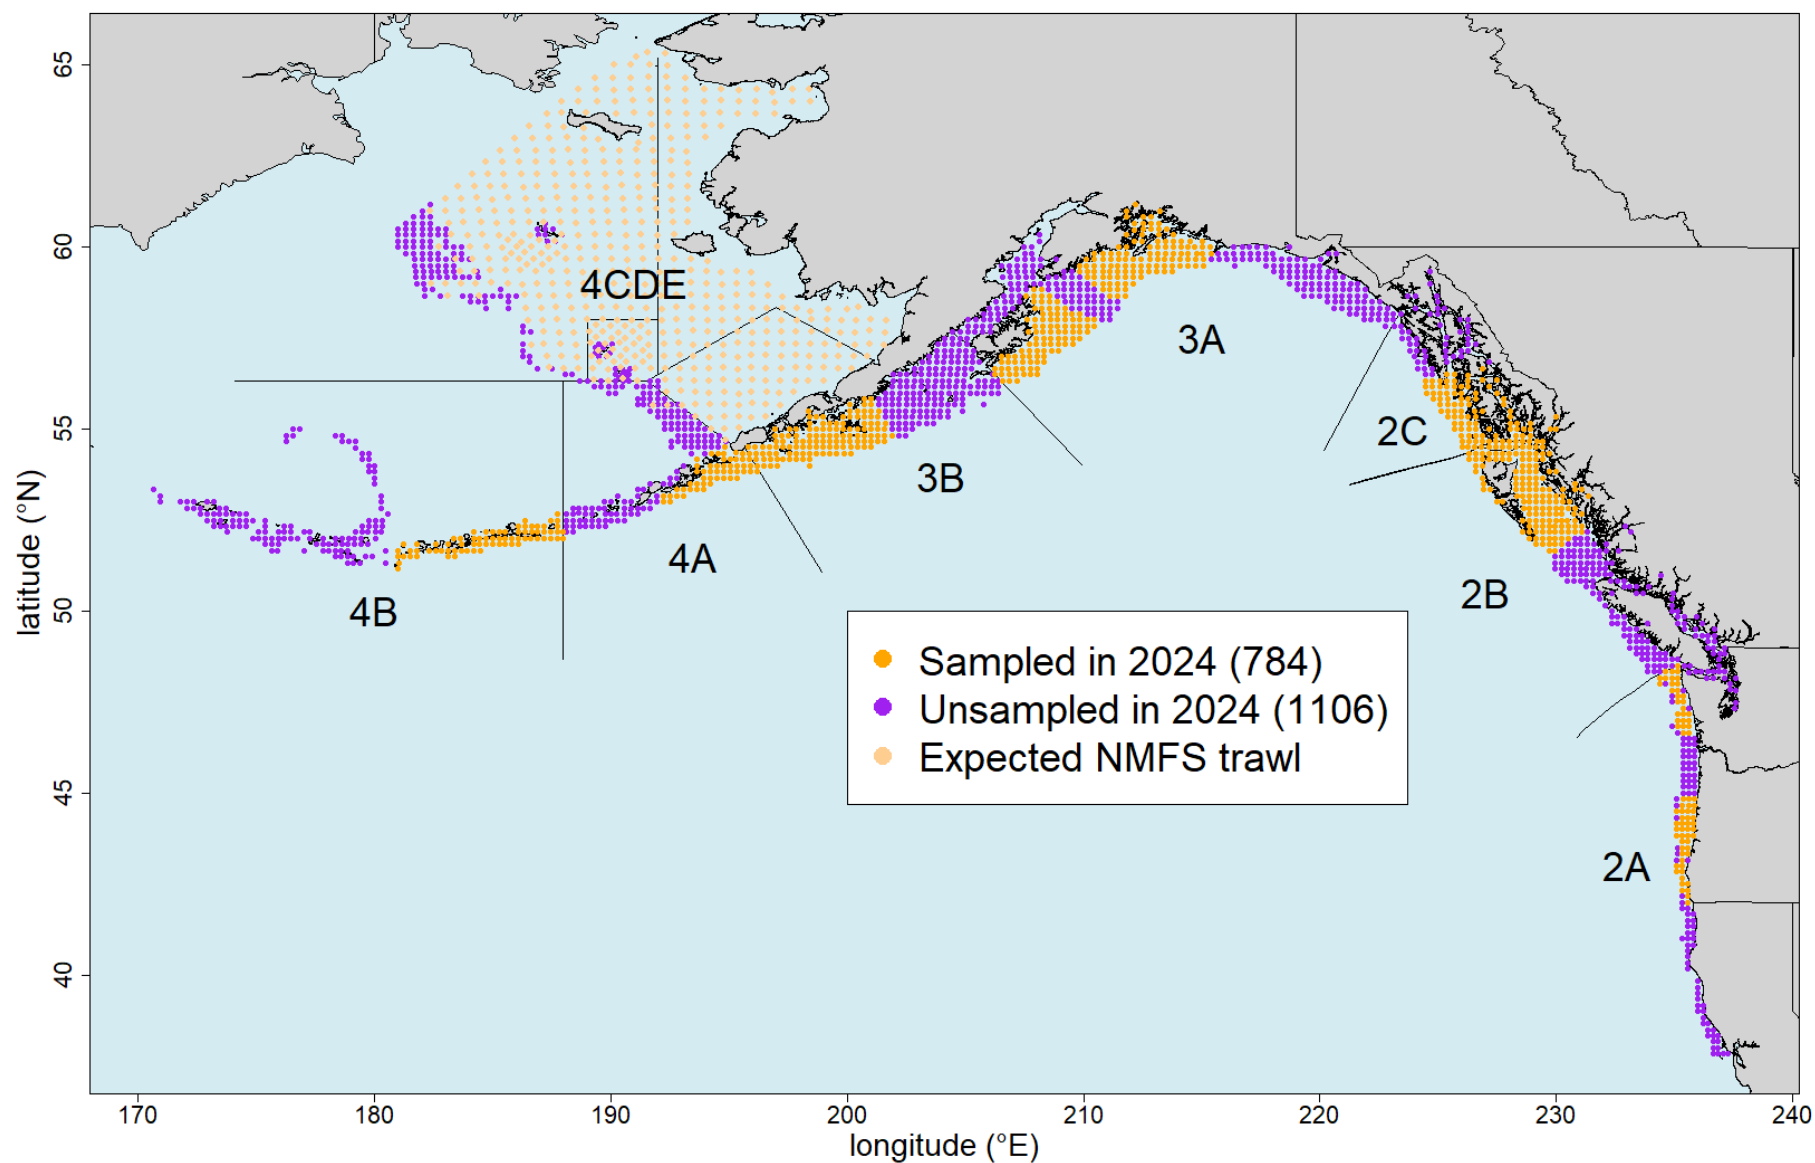 65
60
55
50
45
40
latitude (°N)
4CDE
3A
2C
3B
4A
4B
2B
2A
Sampled in 2024 (784)
Unsampled in 2024 (1106)
Expected NMFS trawl
170 180 190 200 210 220 230 240
longitude (°E)